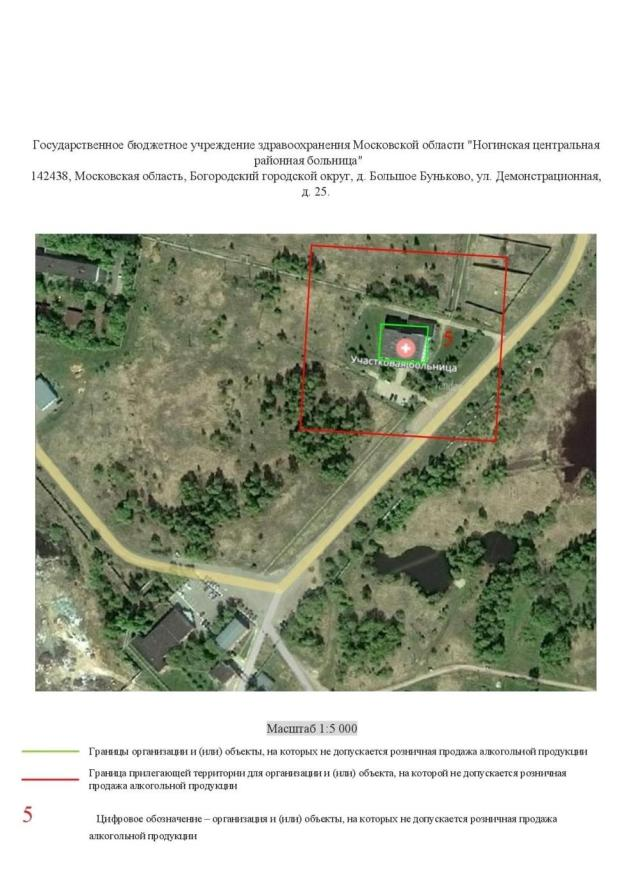 Государственное бюджетное учреждение здравоохранения Московской области "Ногинская центральная
районная больница"
142438, Московская область, Богородский городской округ, д. Большое Буньково, ул. Демонстрационная,
д. 25.
5
Участковая больница
Масштаб 1:5 000
Границы организации и (или) объекты, на которых не допускается розничная продажа алкогольной продукции
Граница прилегающей территории для организации и (или) объекта, на которой не допускается розничная
продажа алкогольной продукции
5 Цифровое обозначение – организация и (или) объекты, на которых не допускается розничная продажа
алкогольной продукции